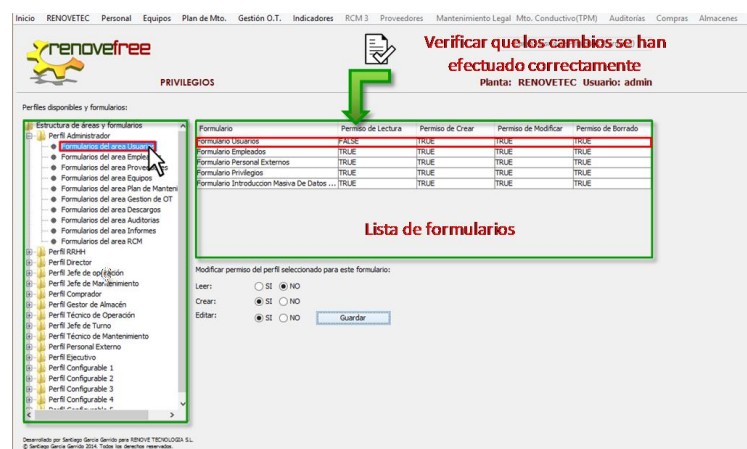 Inicio RENOVETEC Personal Equipos Plan de Mto. Gestión O.T. Indicadores RCM 3 Proveedores Mantenimiento Legal Mto. Conductivo(TPM) Auditorías Compras Almacenes
renovefree
Verificar que los cambios se han
efectuado correctamente
PRIVILEGIOS
Planta: RENOVETEC Usuario: admin
Perfiles disponibles y formularios:
Estructura de áreas y formularios
Perfil Administrador
Formularios del area
Formularios del area
Formularios del area
Formularios del area Equipos
Formularios del area Plan de Manteni
Formularios del area Gestion de OT
Formularios del area Descargos
Formularios del area Auditorias
Formularios del area Informes
Formularios del area RCM
Perfil RRHH
Perfil Director
Perfil Jefe de operación
Perfil Jefe de Mantenimiento
Perfil Comprador
Perfil Gestor de Almacén
Perfil Técnico de Operación
Perfil Jefe de Turno
Perfil Técnico de Mantenimiento
Perfil Personal Externo
Perfil Ejecutivo
Perfil Configurable 1
Perfil Configurable 2
Perfil Configurable 3
Perfil Configurable 4
Formulario Permiso de Lectura Permiso de Crear Permiso de Modificar Permiso de Borrado
Formulario Usuarios FALSE TRUE TRUE TRUE
Formulario Empleados TRUE TRUE TRUE TRUE
Formulario Personal Externos TRUE TRUE TRUE TRUE
Formulario Privilegios TRUE TRUE TRUE TRUE
Formulario Introduccion Masiva De Datos ... TRUE TRUE TRUE TRUE
Lista de formularios
Modificar permiso del perfil seleccionado para este formulario:
Leer: SI NO
Crear: SI NO
Editar: SI NO Guardar
Desarrollado por Santiago Garcia Garrido para RENOVE TECNOLOGIA S.L.
© Santiago Garcia Garrido 2014. Todos los derechos reservados.